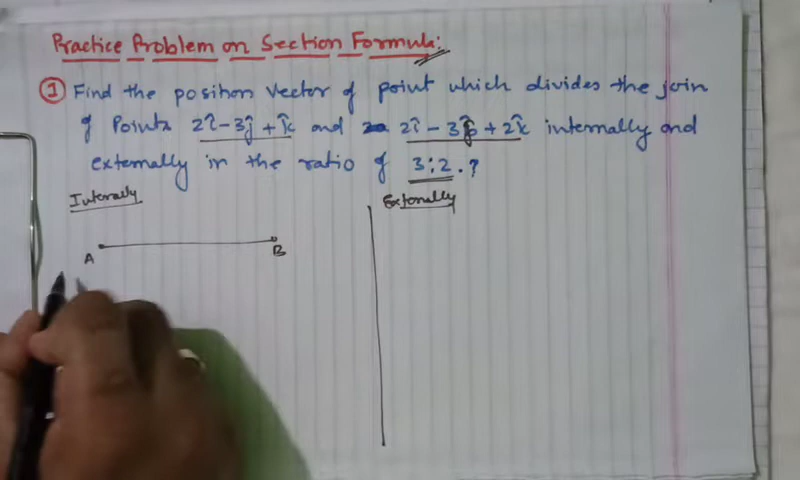 Practice Problem on Section Formula:
① Find the position vector of point which divides the join
of Points 2î-3ĵ+k̂ and 2î-3ĵ+2k̂ internally and
externally in the ratio of 3:2.?
Internally Externally
A B